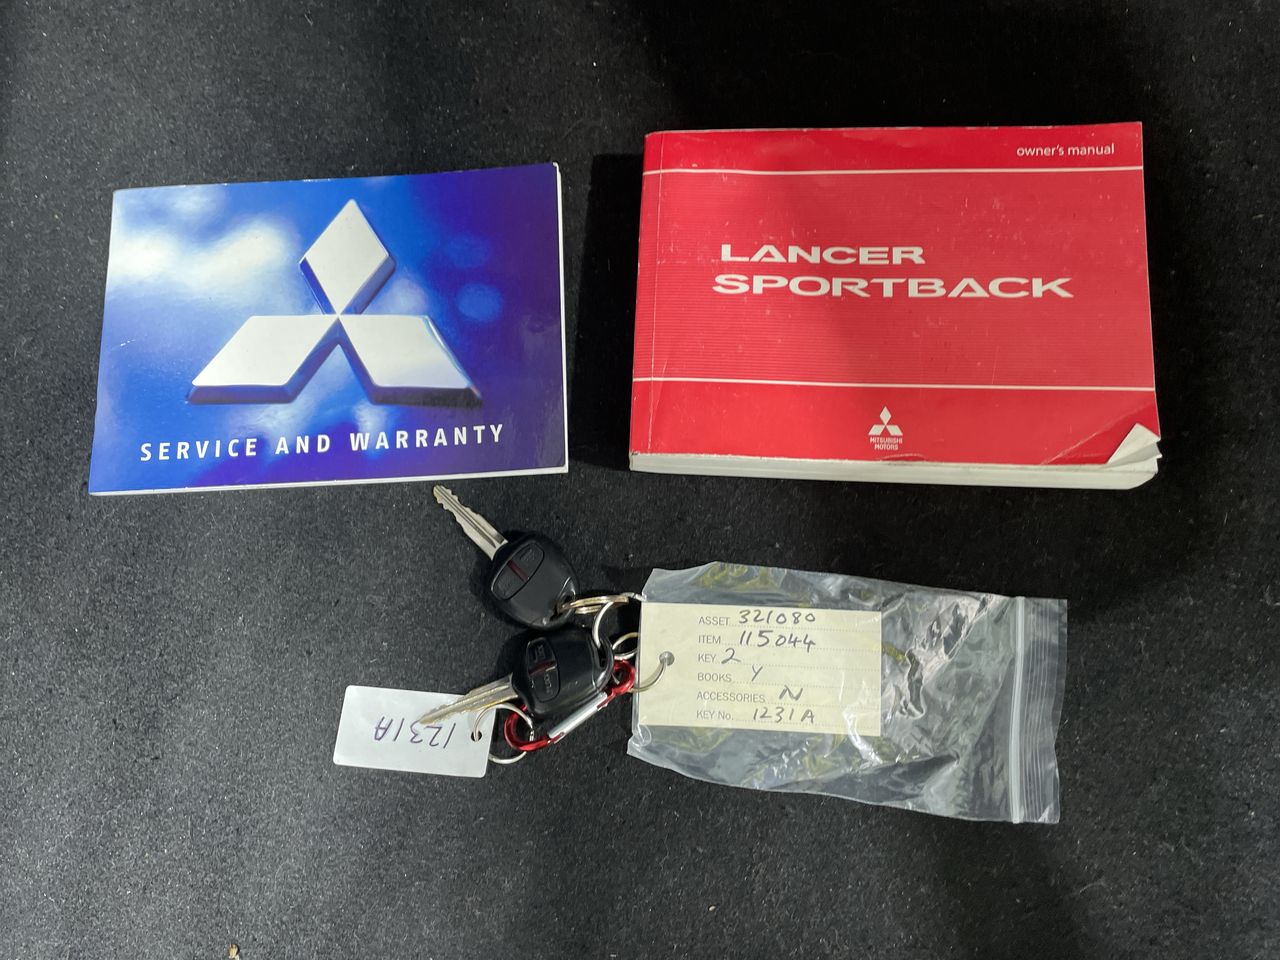 SERVICE AND WARRANTY
owner's manual
LANCER
SPORTBACK
MITSUBISHI
MOTORS
ASSET 321080
ITEM 115044
KEY 2
BOOKS Y
ACCESSORIES N
KEY No. 1231A
1231A